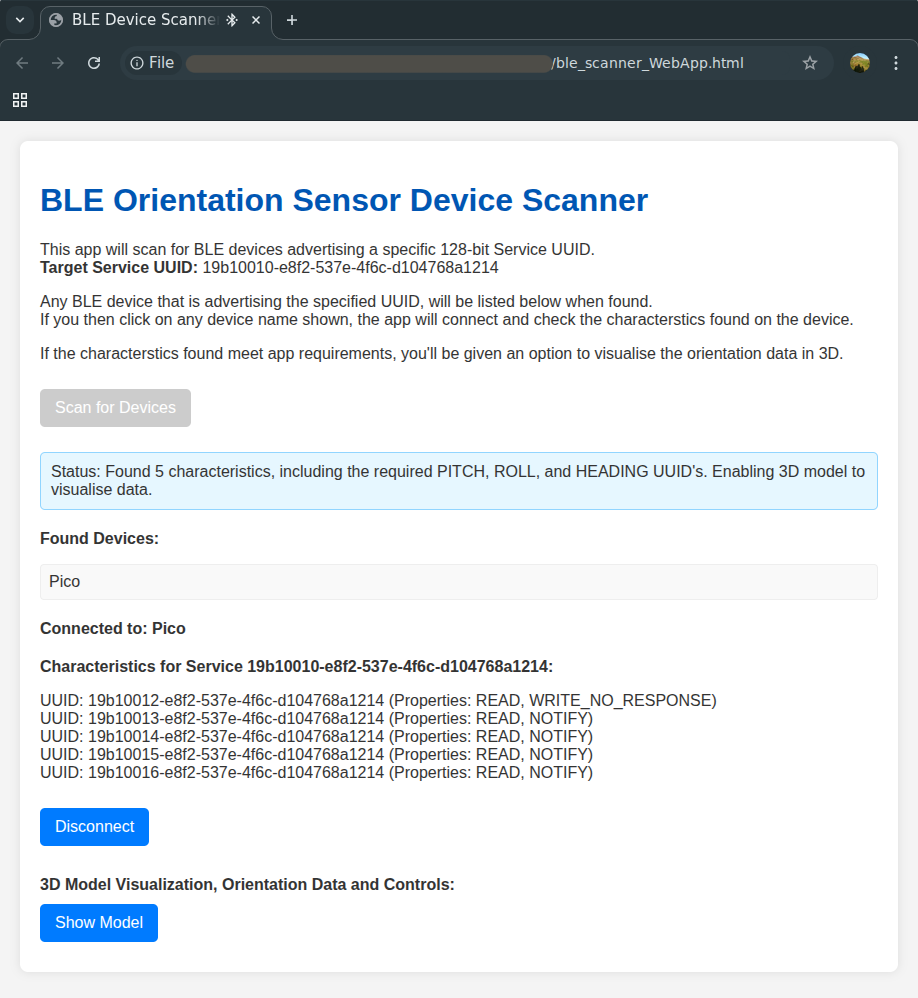 BLE Device Scanne
File
/ble_scanner_WebApp.html
BLE Orientation Sensor Device Scanner
This app will scan for BLE devices advertising a specific 128-bit Service UUID.
Target Service UUID: 19b10010-e8f2-537e-4f6c-d104768a1214
Any BLE device that is advertising the specified UUID, will be listed below when found.
If you then click on any device name shown, the app will connect and check the characterstics found on the device.
If the characterstics found meet app requirements, you'll be given an option to visualise the orientation data in 3D.
Scan for Devices
Status: Found 5 characteristics, including the required PITCH, ROLL, and HEADING UUID's. Enabling 3D model to
visualise data.
Found Devices:
Pico
Connected to: Pico
Characteristics for Service 19b10010-e8f2-537e-4f6c-d104768a1214:
UUID: 19b10012-e8f2-537e-4f6c-d104768a1214 (Properties: READ, WRITE_NO_RESPONSE)
UUID: 19b10013-e8f2-537e-4f6c-d104768a1214 (Properties: READ, NOTIFY)
UUID: 19b10014-e8f2-537e-4f6c-d104768a1214 (Properties: READ, NOTIFY)
UUID: 19b10015-e8f2-537e-4f6c-d104768a1214 (Properties: READ, NOTIFY)
UUID: 19b10016-e8f2-537e-4f6c-d104768a1214 (Properties: READ, NOTIFY)
Disconnect
3D Model Visualization, Orientation Data and Controls:
Show Model